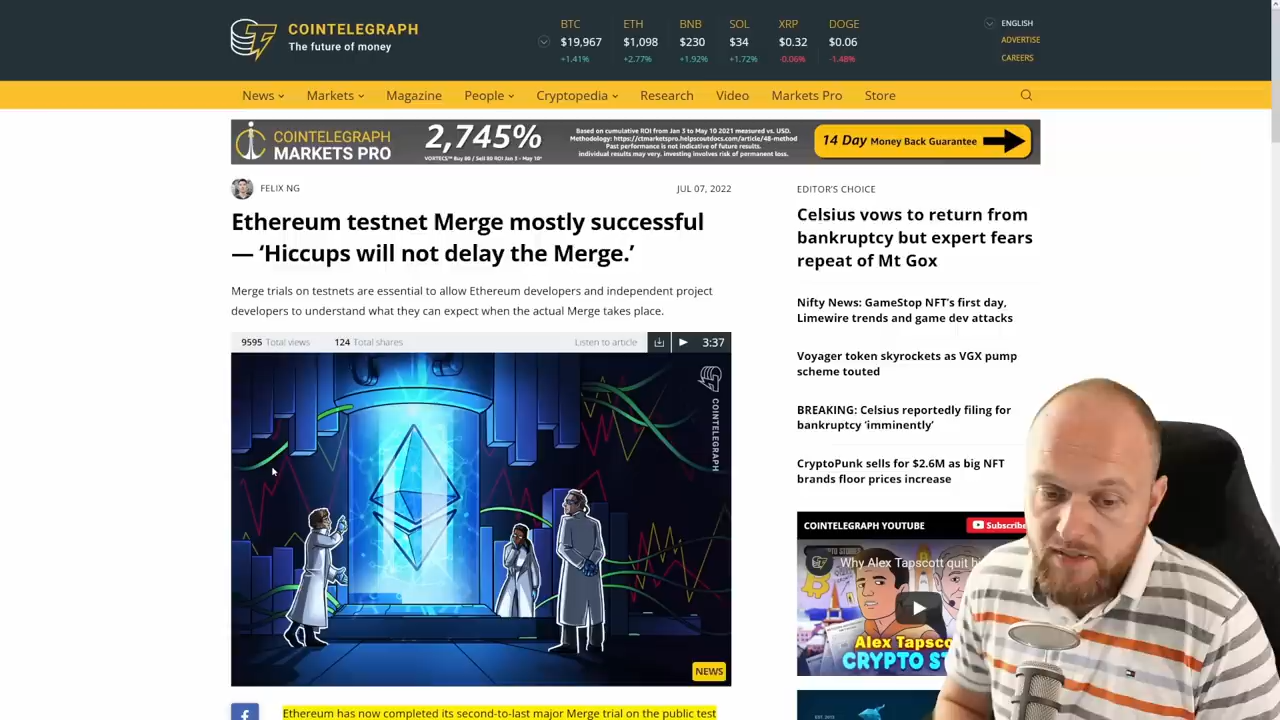 COINTELEGRAPH
The future of money
BTC ETH BNB SOL XRP DOGE
$19,967 $1,098 $230 $34 $0.32 $0.06
+1.41% +2.77% +1.92% +1.72% -0.06% -1.48%
ENGLISH
ADVERTISE
CAREERS
News Markets Magazine People Cryptopedia Research Video Markets Pro Store
COINTELEGRAPH
MARKETS PRO
2,745%
VORTECS™ Buy 80 / Sell 80 ROI Jan 3 - May 10*
Based on cumulative ROI from Jan 3 to May 10 2021 measured vs. USD.
Methodology: https://ctmarketspro.helpscoutdocs.com/article/48-method
Past performance is not indicative of future results.
individual results may very. investing involves risk of permanent loss.
14 Day Money Back Guarantee
FELIX NG
JUL 07, 2022
Ethereum testnet Merge mostly successful
— ‘Hiccups will not delay the Merge.’
Merge trials on testnets are essential to allow Ethereum developers and independent project
developers to understand what they can expect when the actual Merge takes place.
9595 Total views 124 Total shares Listen to article 3:37
COINTELEGRAPH
NEWS
Ethereum has now completed its second-to-last major Merge trial on the public test
EDITOR'S CHOICE
Celsius vows to return from
bankruptcy but expert fears
repeat of Mt Gox
Nifty News: GameStop NFT's first day,
Limewire trends and game dev attacks
Voyager token skyrockets as VGX pump
scheme touted
BREAKING: Celsius reportedly filing for
bankruptcy ‘imminently’
CryptoPunk sells for $2.6M as big NFT
brands floor prices increase
COINTELEGRAPH YOUTUBE
Subscribe
Why Alex Tapscott quit
Alex Tapsco
CRYPTO ST